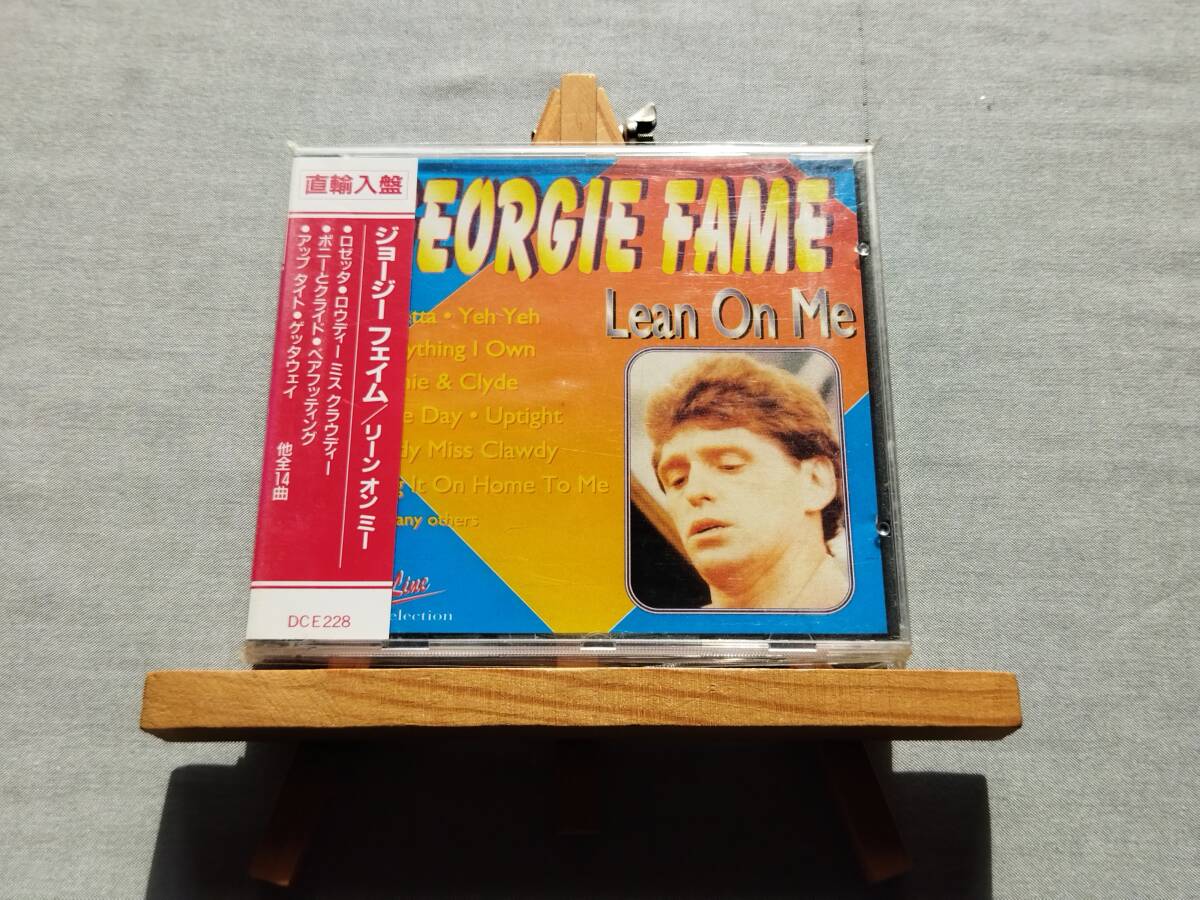 直輸入盤
ジョージー フェイム/リーン オン ミー
●ロゼッタ●ロウディー ミス クラウディー
●ボニーとクライド●ベアフッティング
●アップ タイト●ゲッタウェイ
他全14曲
DCE228
EORGIE FAME
Lean On Me
tta • Yeh Yeh
ything I Own
nie & Clyde
e Day • Uptight
dy Miss Clawdy
g It On Home To Me
any others
Line
election